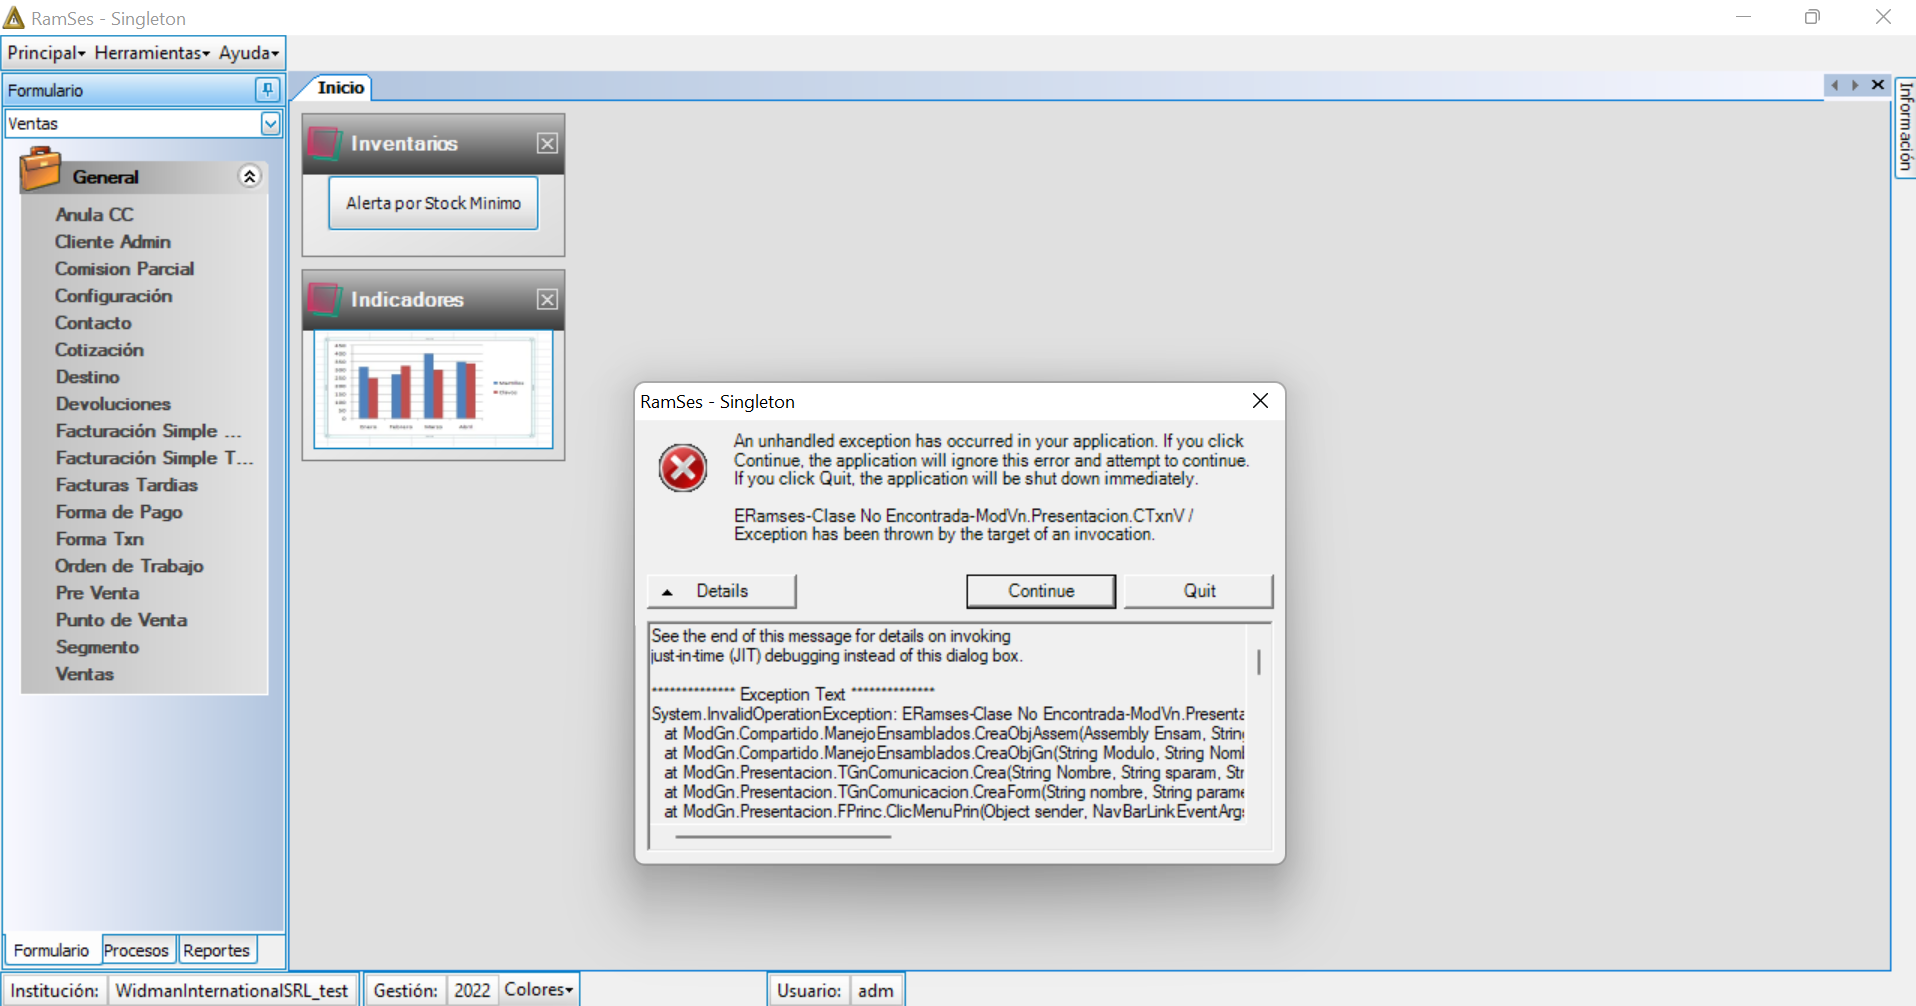 RamSes - Singleton
Principal Herramientas Ayuda
Formulario
Ventas
General
Anula CC
Cliente Admin
Comision Parcial
Configuración
Contacto
Cotización
Destino
Devoluciones
Facturación Simple ...
Facturación Simple T...
Facturas Tardias
Forma de Pago
Forma Txn
Orden de Trabajo
Pre Venta
Punto de Venta
Segmento
Ventas
Formulario Procesos Reportes
Inicio
Información
Inventarios
Alerta por Stock Minimo
Indicadores
Enero Febrero Marzo Abril
RamSes - Singleton
An unhandled exception has occurred in your application. If you click
Continue, the application will ignore this error and attempt to continue.
If you click Quit, the application will be shut down immediately.
ERamses-Clase No Encontrada-ModVn.Presentacion.CTxnV /
Exception has been thrown by the target of an invocation.
Details Continue Quit
See the end of this message for details on invoking
just-in-time (JIT) debugging instead of this dialog box.
************** Exception Text **************
System.InvalidOperationException: ERamses-Clase No Encontrada-ModVn.Presenta
at ModGn.Compartido.ManejoEnsamblados.CreaObjAssem(Assembly Ensam, String
at ModGn.Compartido.ManejoEnsamblados.CreaObjGn(String Modulo, String Noml
at ModGn.Presentacion.TGnComunicacion.Crea(String Nombre, String sparam, Str
at ModGn.Presentacion.TGnComunicacion.CreaForm(String nombre, String parame
at ModGn.Presentacion.FPrinc.ClicMenuPrin(Object sender, NavBarLinkEventArgs
Institución: WidmanInternationalSRL_test Gestión: 2022 Colores Usuario: adm